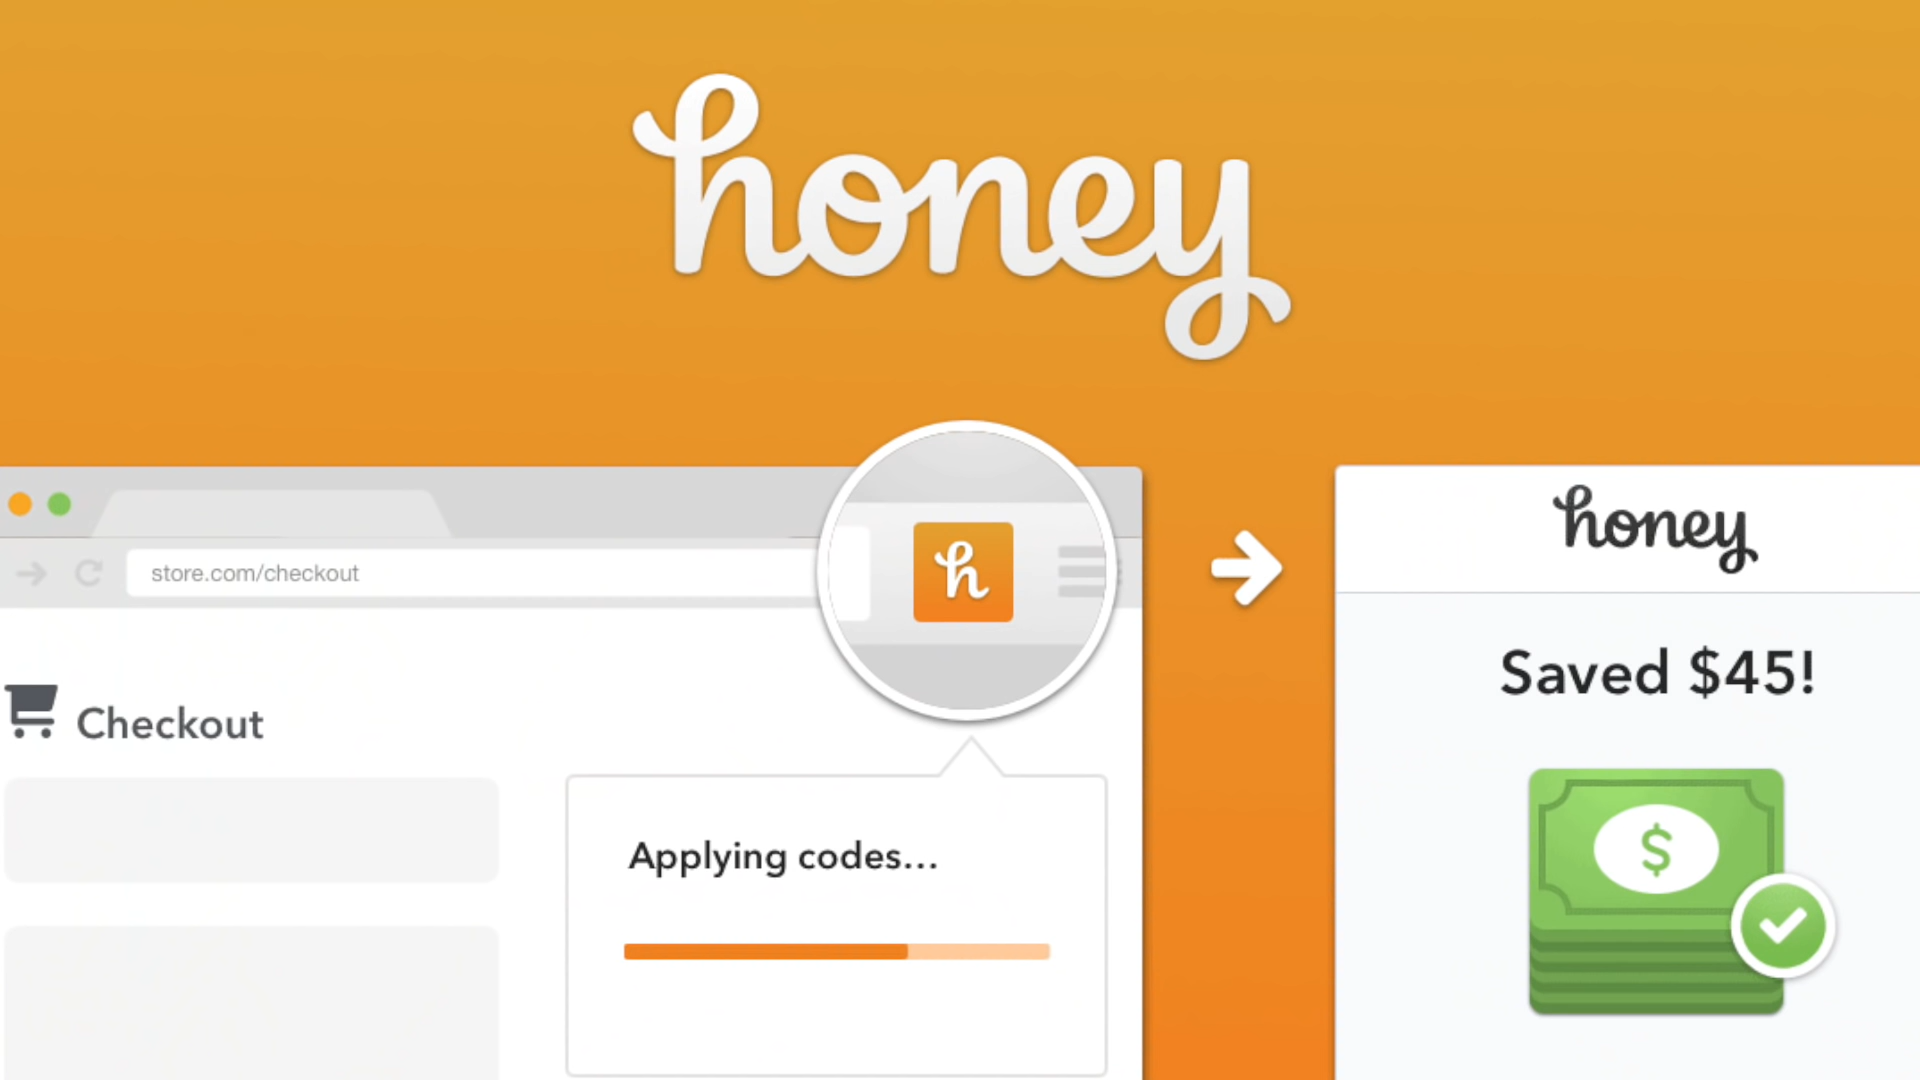 honey
store.com/checkout
h
honey
Saved $45!
$
Checkout
Applying codes...